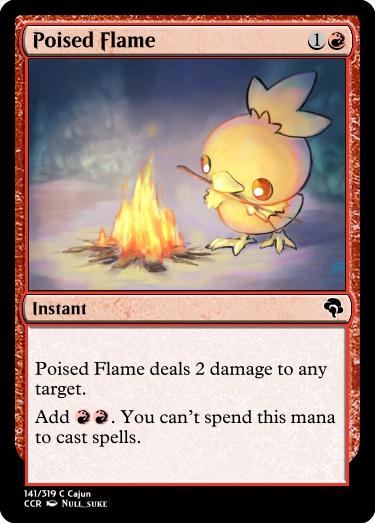 Poised Flame 1
Instant
Poised Flame deals 2 damage to any
target.
Add. You can't spend this mana
to cast spells.
141/319 C Cajun
CCR Null_suke